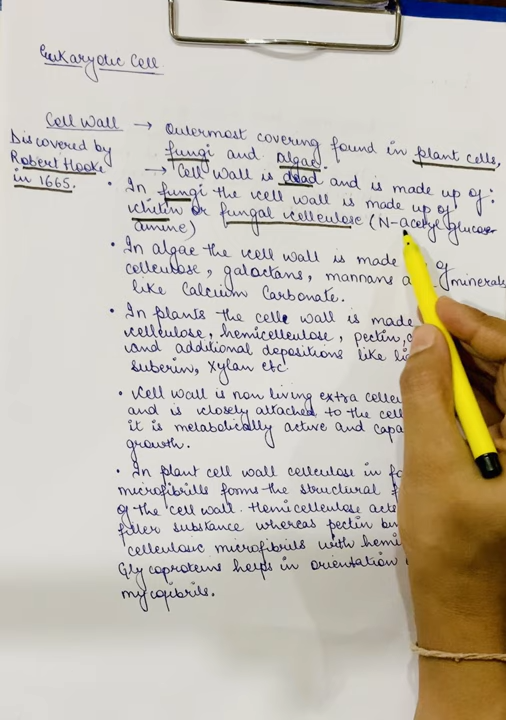 Eukaryotic Cell
Cell Wall → Outermost covering found in plant cells,
Discovered by
Robert Hooke
in 1665.
fungi and Algae.
→ Cell Wall is dead and is made up of:
• In fungi the cell wall is made up of
chitin or fungal cellulose (N-acetyl glucos
amine)
• In algae the cell wall is made of
cellulose, galactans, mannans minerals
like Calcium Carbonate.
• In plants the cell wall is made
cellulose, hemicellulose, pectin,
and additional depositions like
suberin, xylan etc.
• Cell wall is non living extra
and is closely attached to the cell
it is metabolically active and
growth.
• In plant cell wall cellculose in
microfibrills forms the structural
of the cell wall. Hemicellulose acts
filler substance whereas pectin
cellulosic microfibrils with
Glycoproteins helps in orientation
mycofibrils.